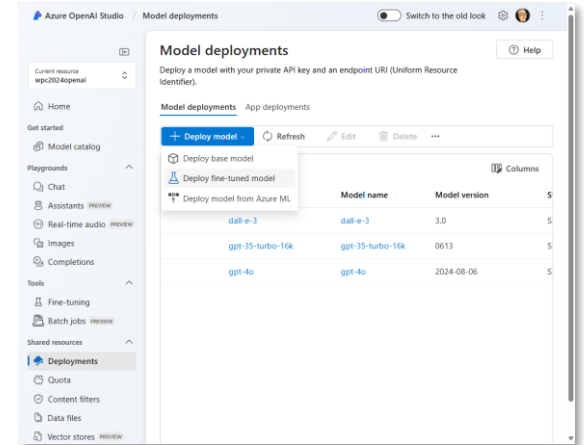 Azure OpenAI Studio / Model deployments
Switch to the old look
Current resource
wpc2024openai
Home
Get started
Model catalog
Playgrounds
Chat
Assistants PREVIEW
Real-time audio PREVIEW
Images
Completions
Tools
Fine-tuning
Batch jobs PREVIEW
Shared resources
Deployments
Quota
Content filters
Data files
Vector stores PREVIEW
Model deployments
Help
Deploy a model with your private API key and an endpoint URI (Uniform Resource
Identifier).
Model deployments App deployments
Deploy model Refresh Edit Delete ...
Deploy base model
Deploy fine-tuned model
Deploy model from Azure ML
Columns
Model name Model version S
dall-e-3 dall-e-3 3.0 S
gpt-35-turbo-16k gpt-35-turbo-16k 0613 S
gpt-4o gpt-4o 2024-08-06 S